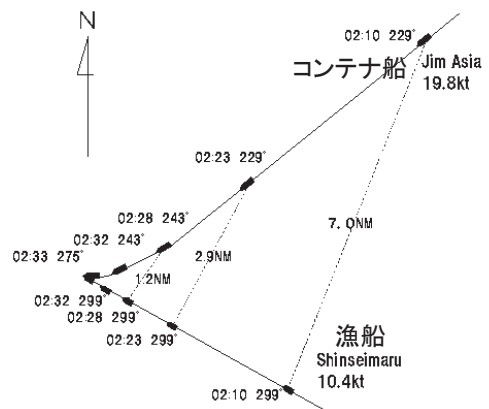 N
02:10 229°
コンテナ船
Jim Asia
19.8kt
02:23 229°
02:28 243°
02:32 243°
02:33 275°
7.0NM
2.9NM
1.2NM
02:32 299°
02:28 299°
02:23 299°
漁船
Shinseimaru
10.4kt
02:10 299°